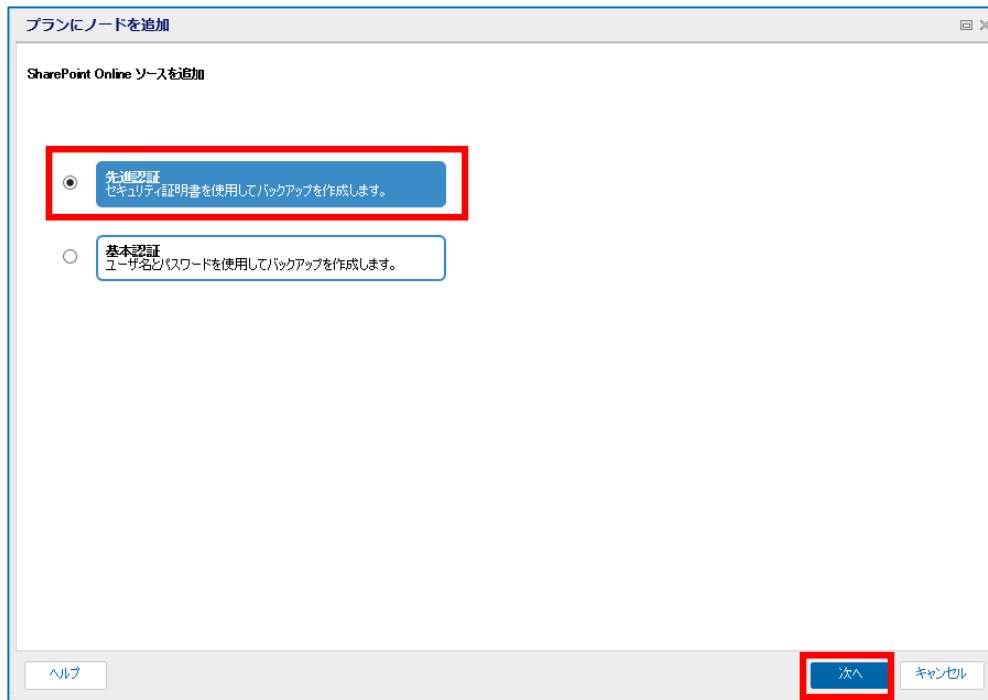 プランにノードを追加
SharePoint Online ソースを追加
先進認証
セキュリティ証明書を使用してバックアップを作成します。
基本認証
ユーザ名とパスワードを使用してバックアップを作成します。
ヘルプ
次へ
キャンセル